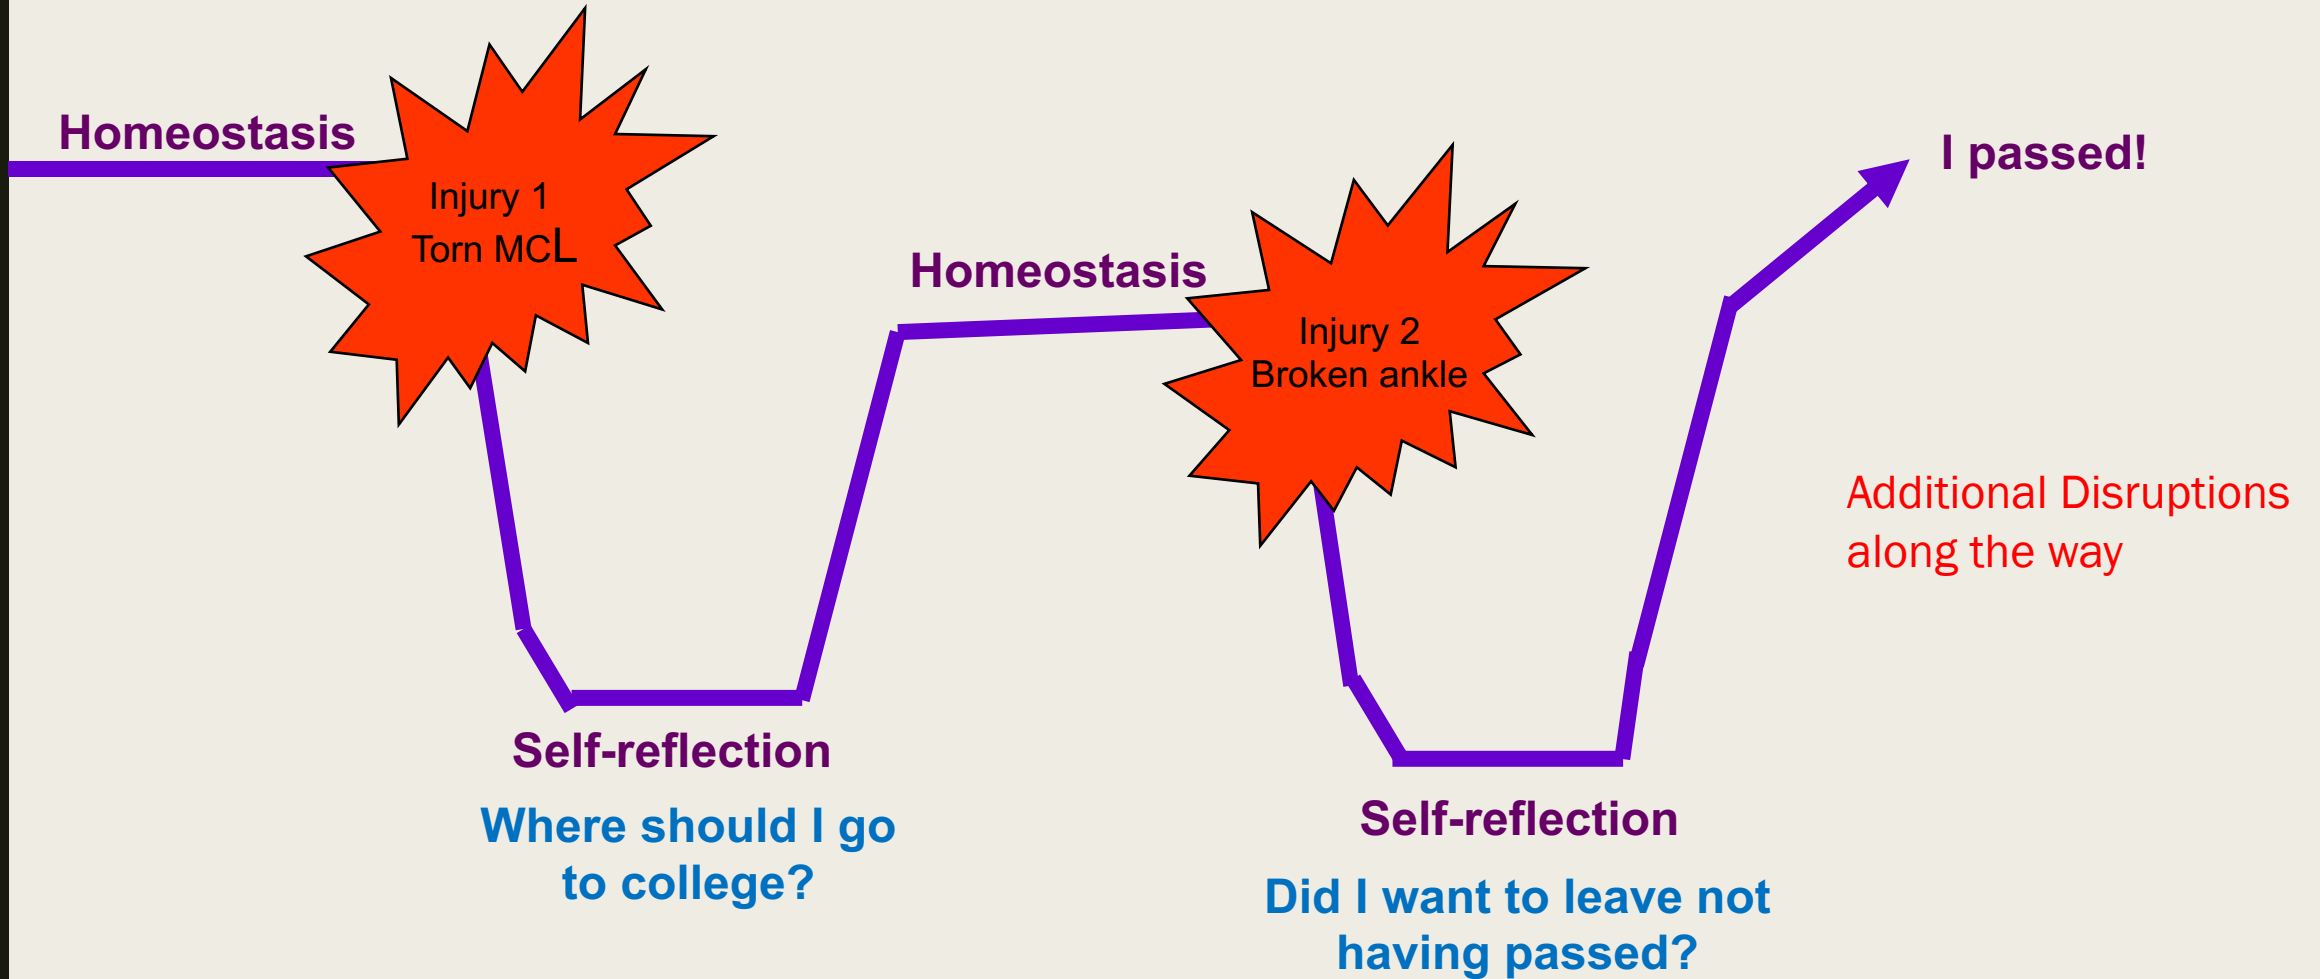 Homeostasis
Injury 1
Torn MCL
Self-reflection
Where should I go
to college?
Homeostasis
Injury 2
Broken ankle
Self-reflection
Did I want to leave not
having passed?
I passed!
Additional Disruptions
along the way